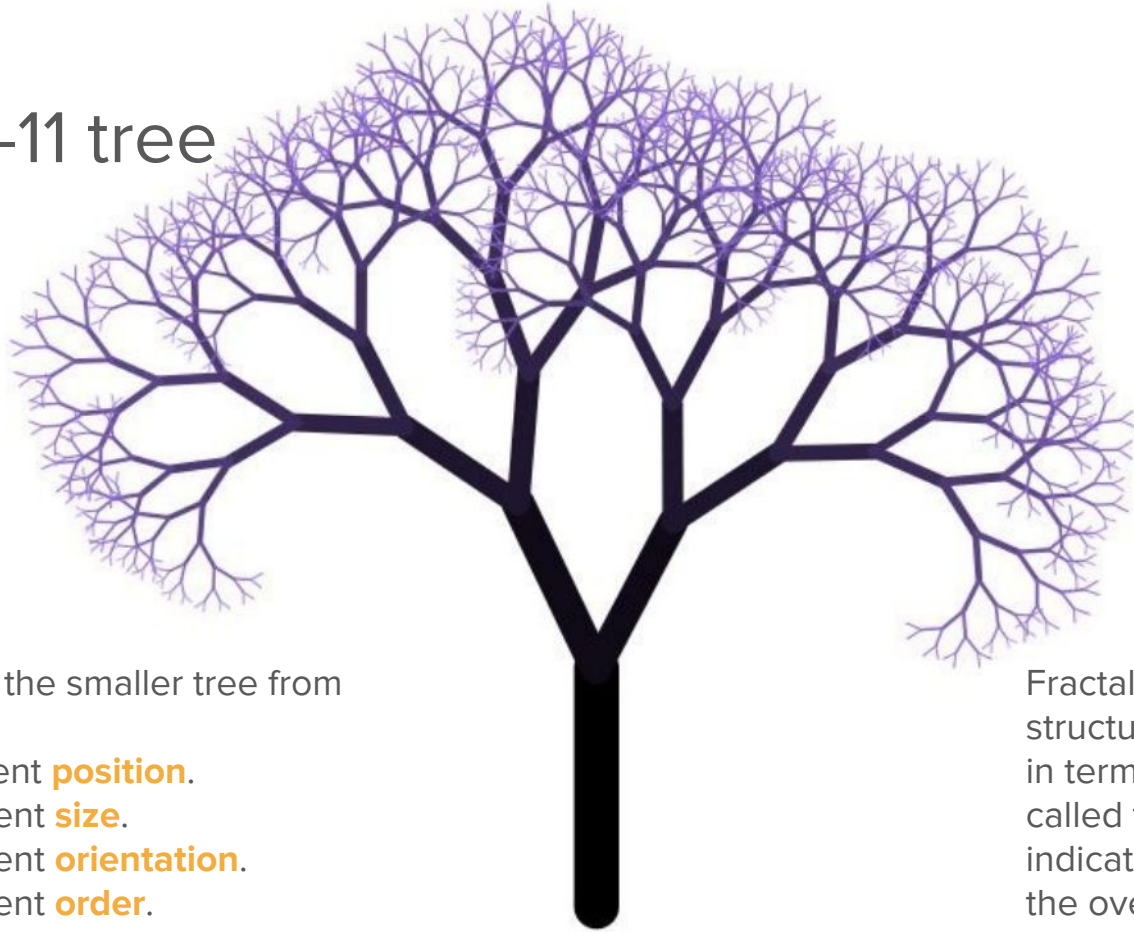 -11 tree
the smaller tree from
ent position.
ent size.
ent orientation.
ent order.
Fractal
structu
in term
called
indicat
the ove